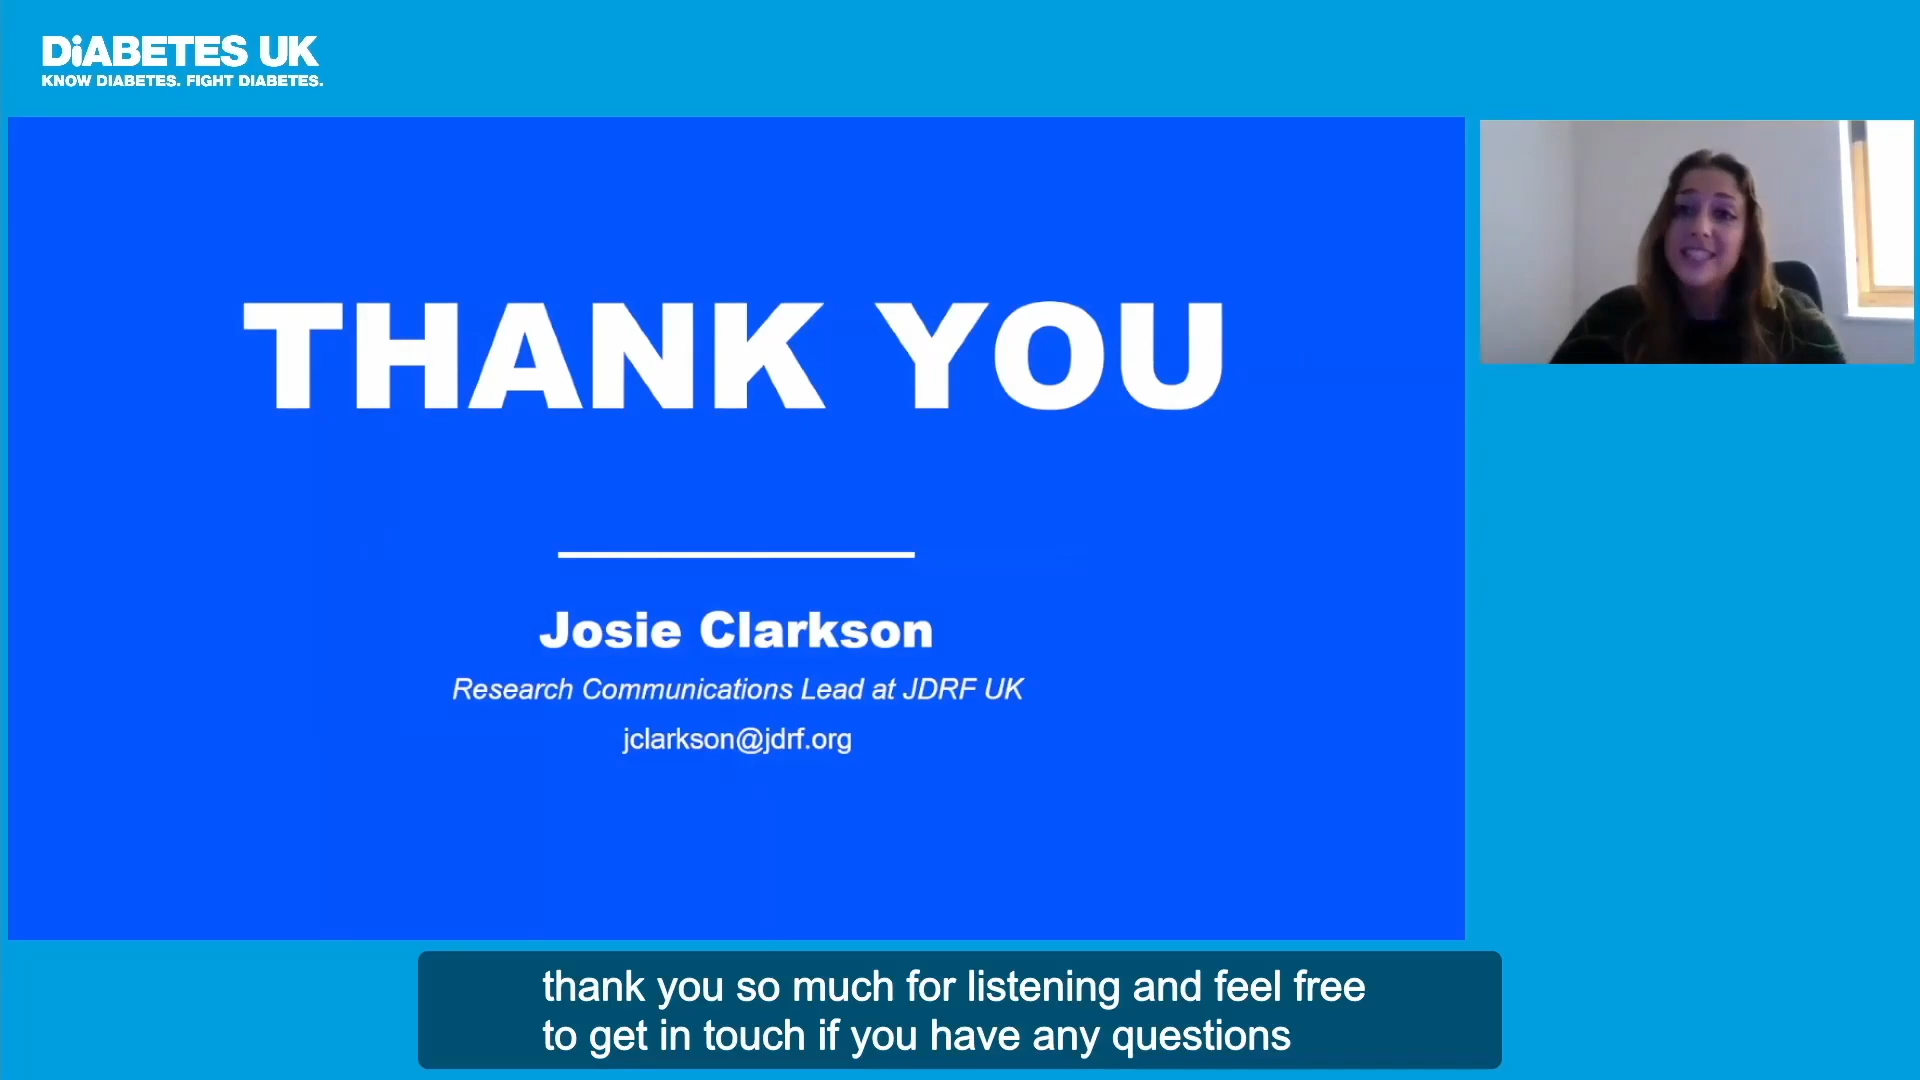 DiABETES UK
KNOW DIABETES. FIGHT DIABETES.
THANK YOU
Josie Clarkson
Research Communications Lead at JDRF UK
jclarkson@jdrf.org
thank you so much for listening and feel free
to get in touch if you have any questions